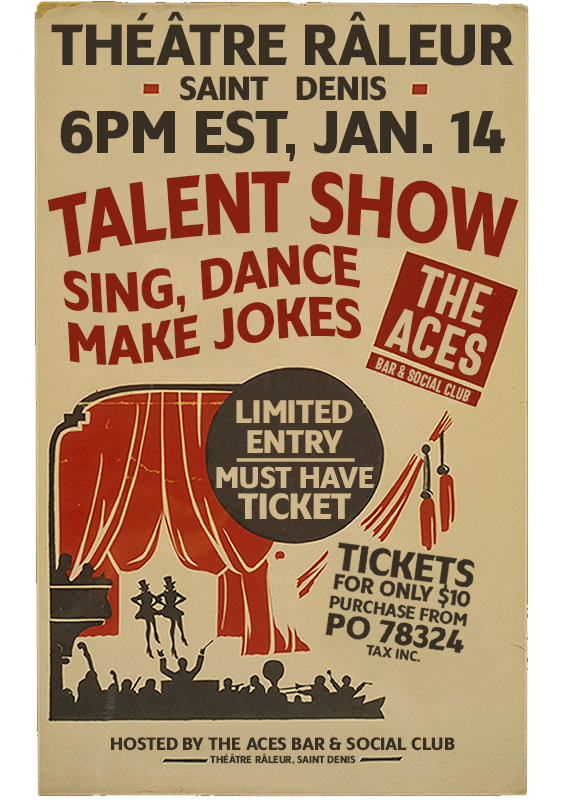 THÉÂTRE RÂLEUR
SAINT DENIS
6PM EST, JAN. 14
TALENT SHOW
SING, DANCE
MAKE JOKES
THE
ACES
BAR & SOCIAL CLUB
LIMITED
ENTRY
MUST HAVE
TICKET
TICKETS
FOR ONLY $10
PURCHASE FROM
PO 78324
TAX INC.
HOSTED BY THE ACES BAR & SOCIAL CLUB
THÉÂTRE RÂLEUR, SAINT DENIS